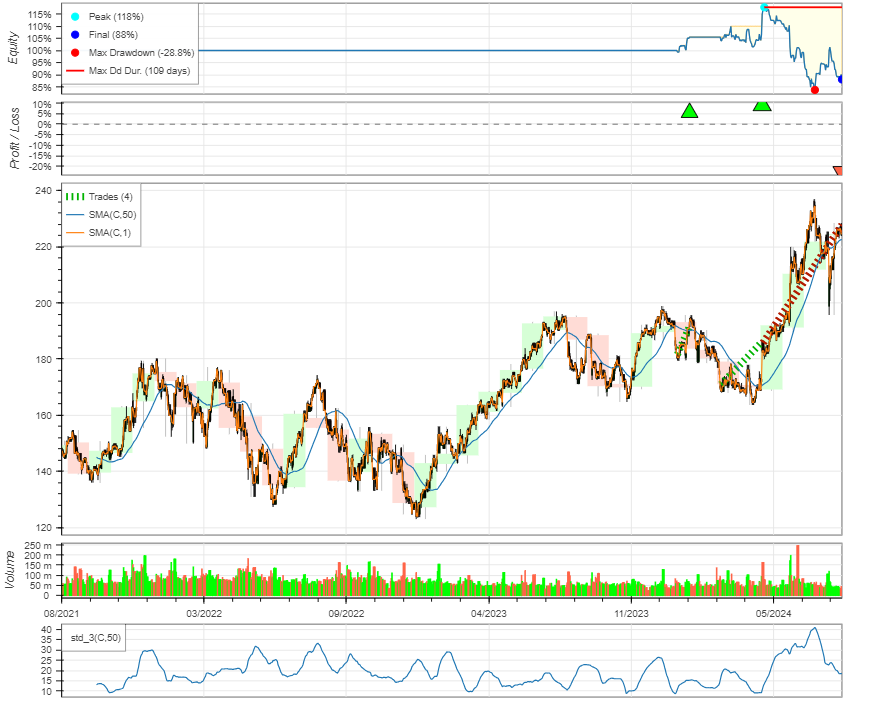 Equity
115%
110%
105%
100%
95%
90%
85%
Peak (118%)
Final (88%)
Max Drawdown (-28.8%)
Max Dd Dur. (109 days)
Profit / Loss
10%
5%
0%
-5%
-10%
-15%
-20%
240
220
200
180
160
140
120
Trades (4)
SMA(C,50)
SMA(C,1)
Volume
250 m
200 m
150 m
100 m
50 m
0
08/2021 03/2022 09/2022 04/2023 11/2023 05/2024
40
35
30
25
20
15
10
std_3(C,50)